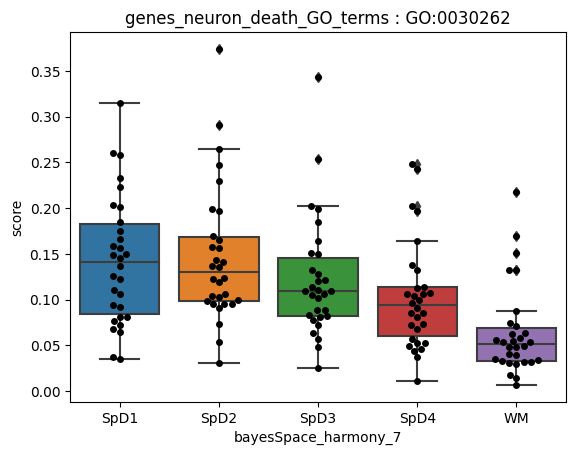 genes_neuron_death_GO_terms : GO:0030262
0.35
0.30
0.25
0.20
0.15
0.10
0.05
0.00
score
SpD1 SpD2 SpD3 SpD4 WM
bayesSpace_harmony_7